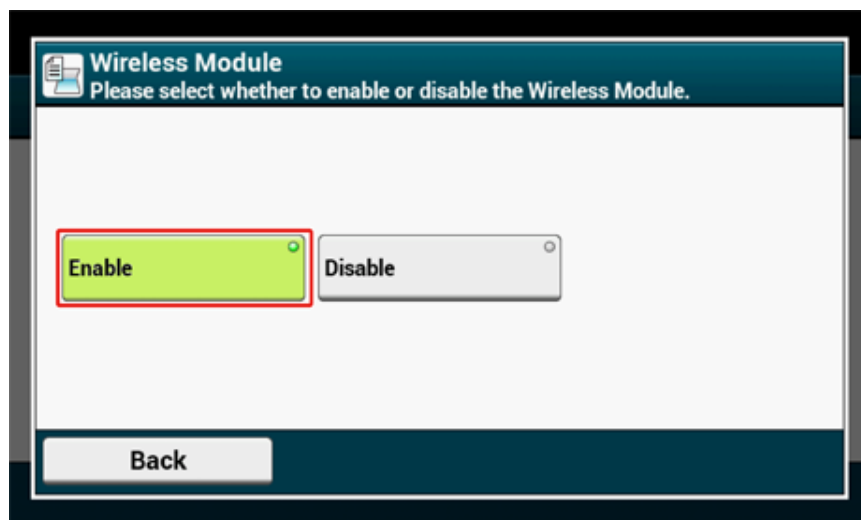 Wireless Module
Please select whether to enable or disable the Wireless Module.
Enable
Disable
Back